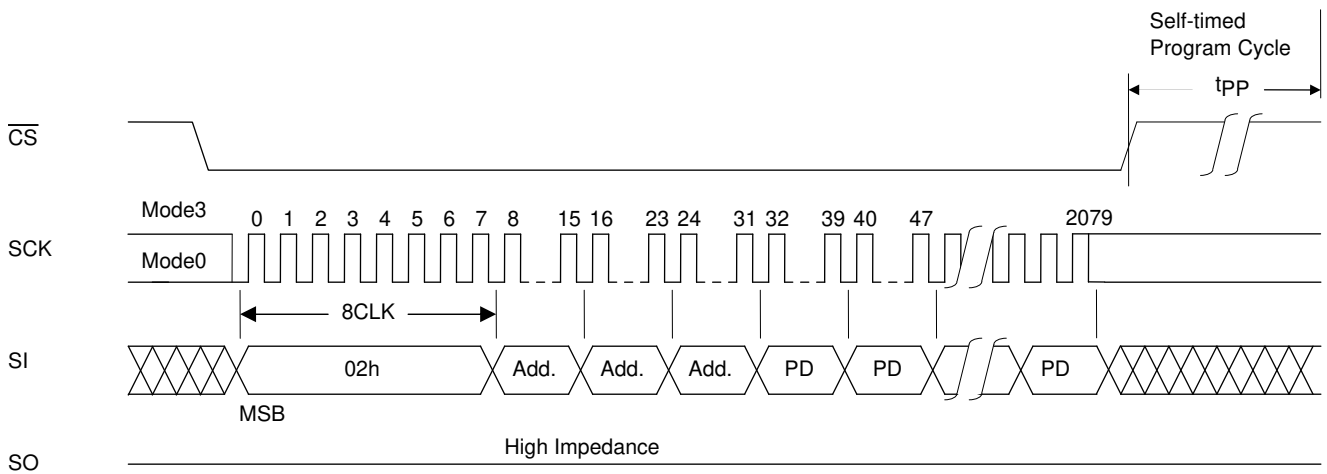 Self-timed
Program Cycle
tPP
CS
Mode3
0 1 2 3 4 5 6 7 8 15 16 23 24 31 32 39 40 47 2079
SCK
Mode0
8CLK
SI
02h Add. Add. Add. PD PD PD
MSB
High Impedance
SO